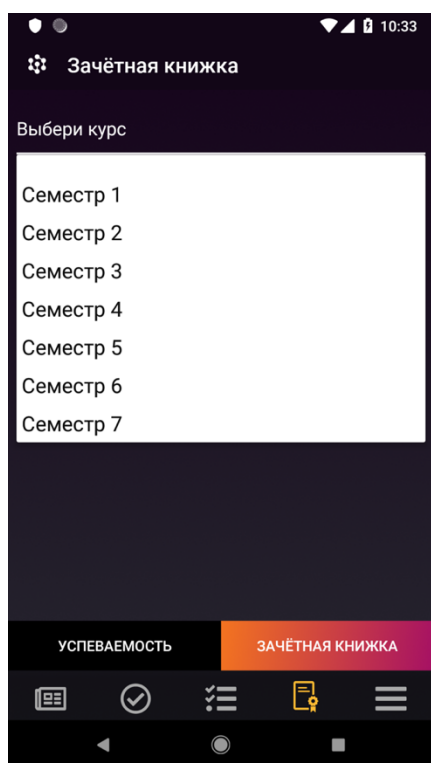 10:33
Зачётная книжка
Выбери курс
Семестр 1
Семестр 2
Семестр 3
Семестр 4
Семестр 5
Семестр 6
Семестр 7
УСПЕВАЕМОСТЬ
ЗАЧЁТНАЯ КНИЖКА